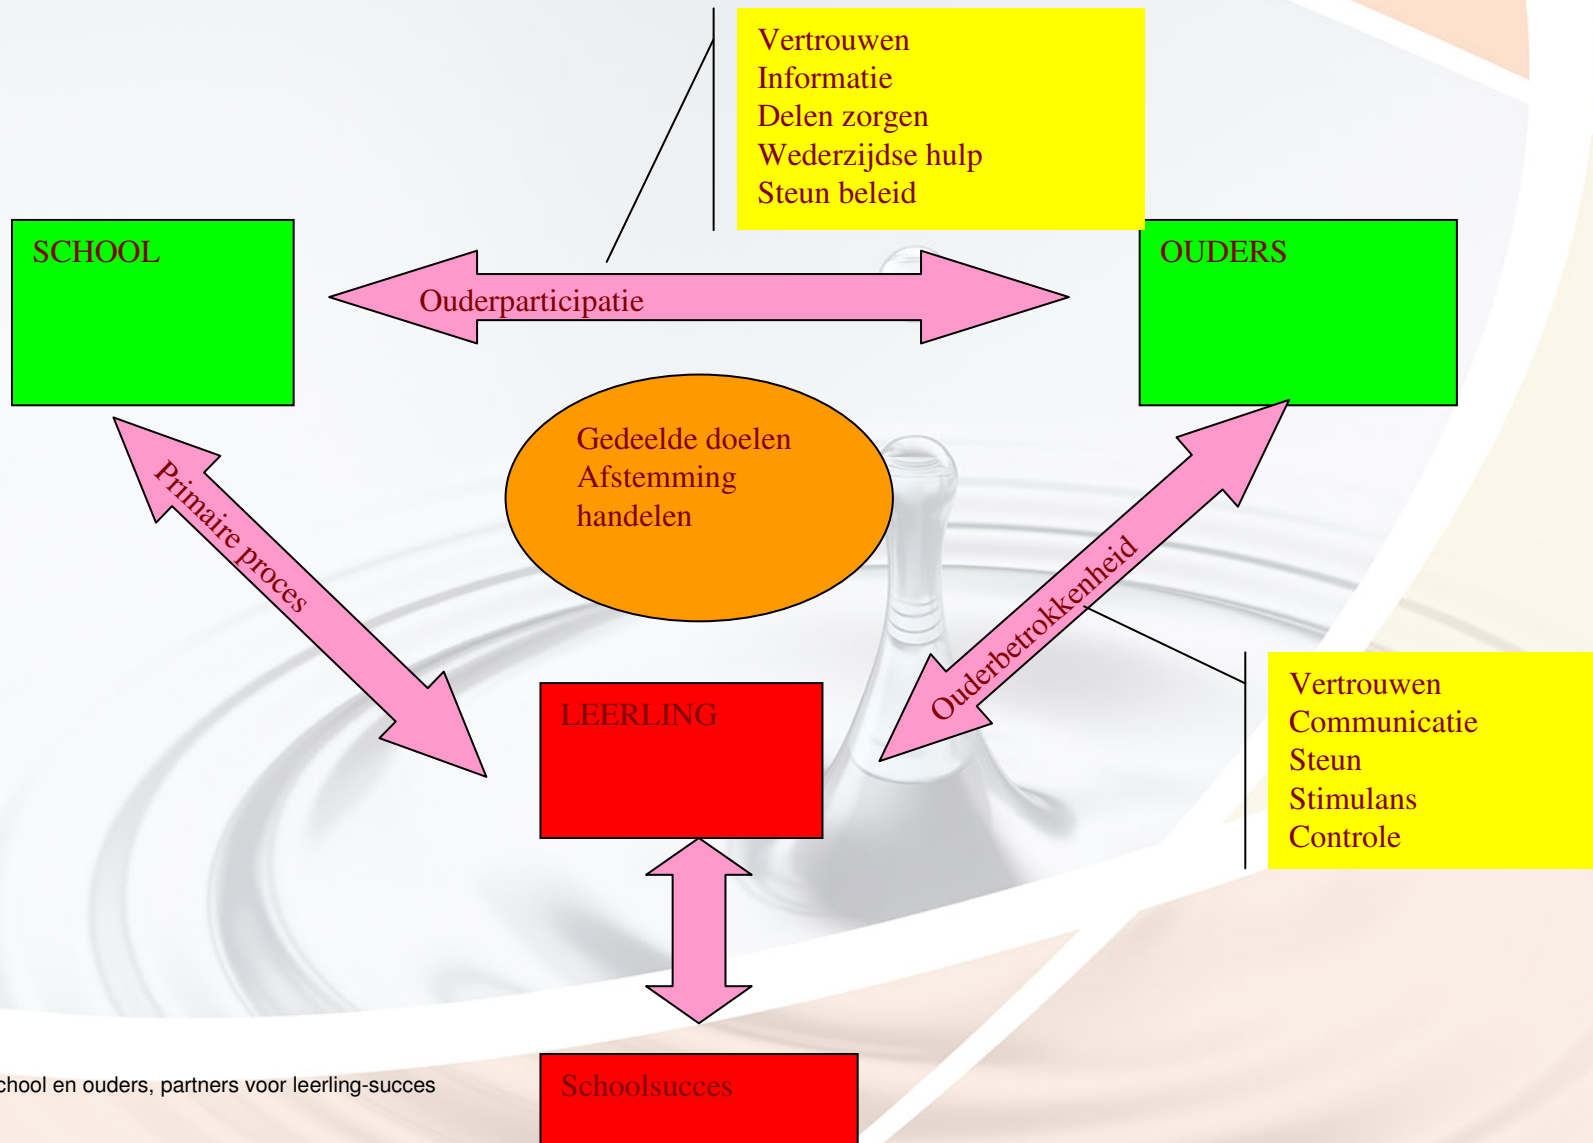 Vertrouwen
Informatie
Delen zorgen
Wederzijdse hulp
Steun beleid
SCHOOL
OUDERS
Ouderparticipatie
Gedeelde doelen
Afstemming
handelen
Primaire proces
Ouderbetrokkenheid
LEERLING
Vertrouwen
Communicatie
Steun
Stimulans
Controle
chool en ouders, partners voor leerling-succes
Schoolsucces